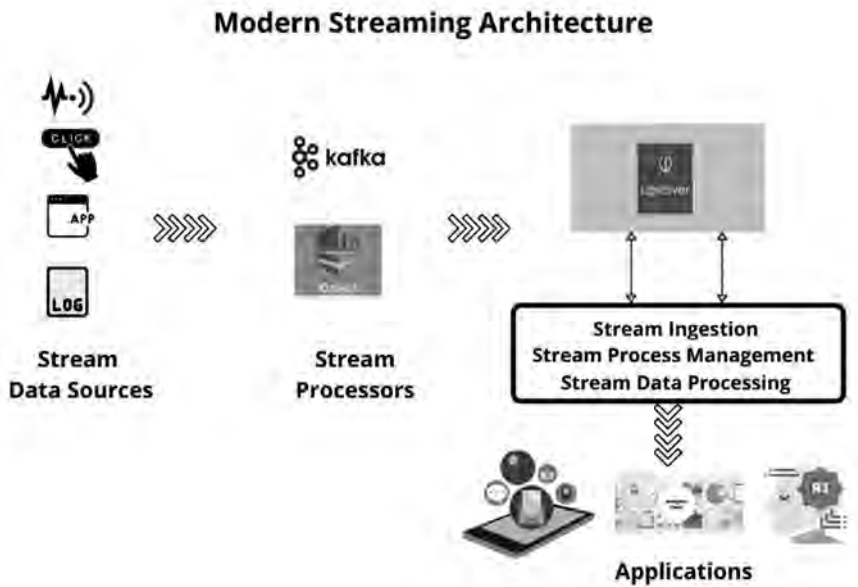 Modern Streaming Architecture
CLICK
APP
LOG
kafka
Stream
Data Sources
Stream
Processors
Stream Ingestion
Stream Process Management
Stream Data Processing
Applications